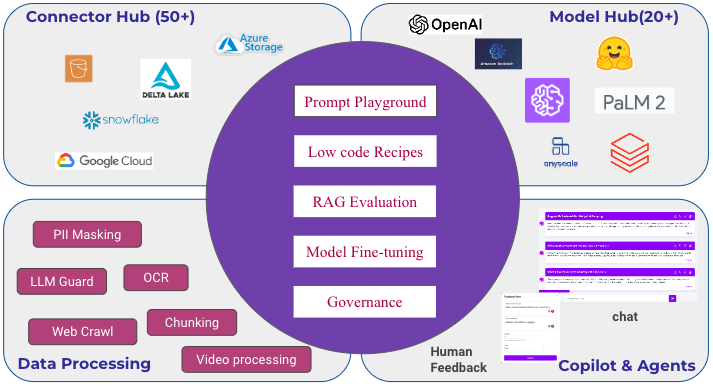 Connector Hub (50+)
Azure
Storage
DELTA LAKE
snowflake
Google Cloud
Model Hub(20+)
OpenAI
Amazon Bedrock
PaLM 2
anyscale
Prompt Playground
Low code Recipes
RAG Evaluation
Model Fine-tuning
Governance
PII Masking
LLM Guard
OCR
Web Crawl
Chunking
Video processing
Data Processing
chat
Human
Feedback
Copilot & Agents